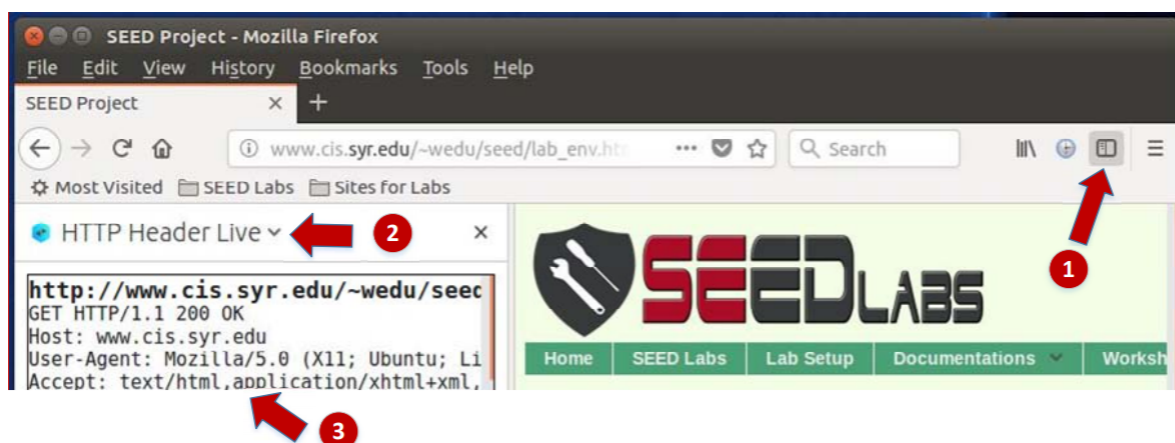 SEED Project - Mozilla Firefox
File Edit View History Bookmarks Tools Help
SEED Project
www.cis.syr.edu/~wedu/seed/lab_env.ht
Search
1
Most Visited SEED Labs Sites for Labs
HTTP Header Live
2
SEEDLABS
http://www.cis.syr.edu/~wedu/seed
GET HTTP/1.1 200 OK
Host: www.cis.syr.edu
User-Agent: Mozilla/5.0 (X11; Ubuntu; Li
Accept: text/html,application/xhtml+xml,
Home SEED Labs Lab Setup Documentations Worksh
3